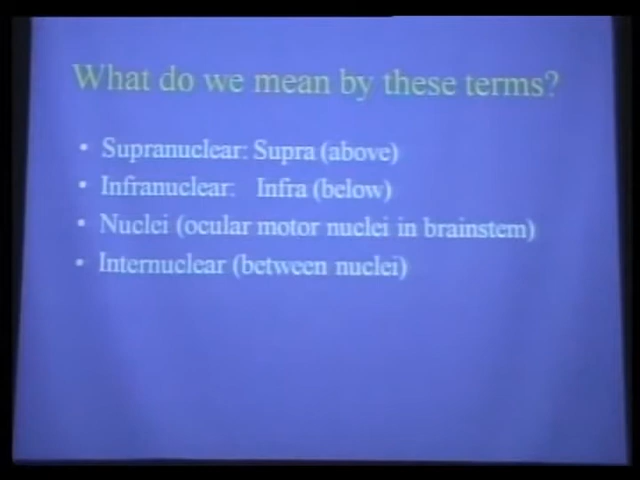 What do we mean by these terms?
• Supranuclear: Supra (above)
• Infranuclear: Infra (below)
• Nuclei (ocular motor nuclei in brainstem)
• Internuclear (between nuclei)